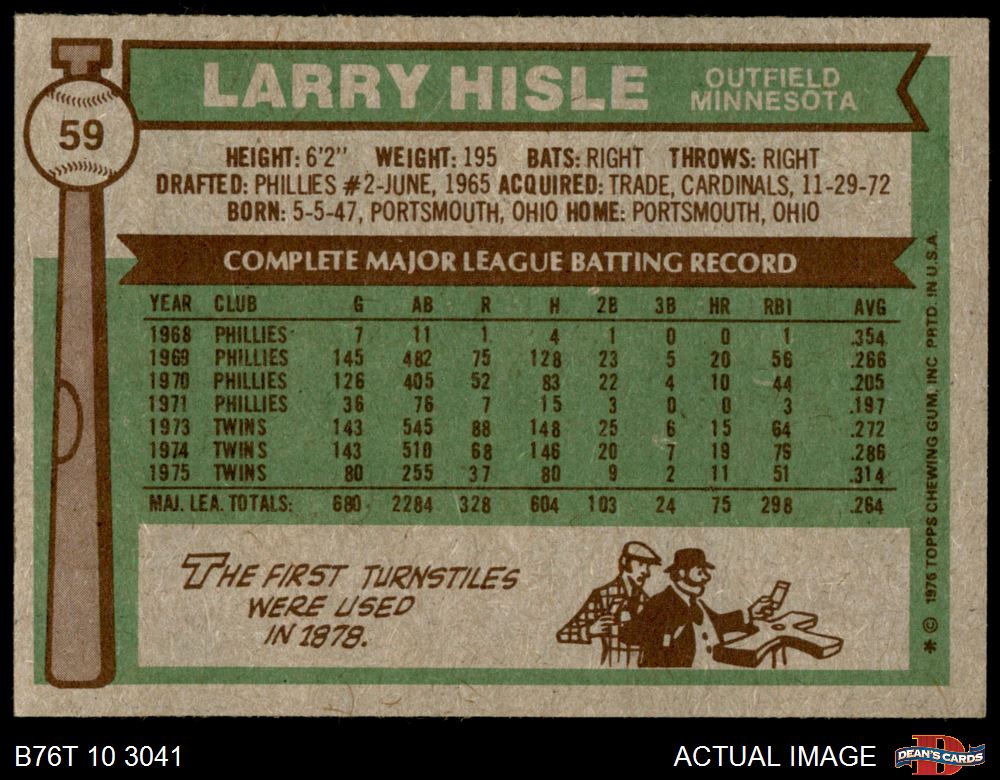 59
LARRY HISLE
OUTFIELD
MINNESOTA
HEIGHT: 6'2" WEIGHT: 195 BATS: RIGHT THROWS: RIGHT
DRAFTED: PHILLIES #2-JUNE, 1965 ACQUIRED: TRADE, CARDINALS, 11-29-72
BORN: 5-5-47, PORTSMOUTH, OHIO HOME: PORTSMOUTH, OHIO
COMPLETE MAJOR LEAGUE BATTING RECORD
YEAR CLUB G AB R H 2B 3B HR RBI AVG
1968 PHILLIES 7 11 1 4 1 0 0 1 .354
1969 PHILLIES 145 482 75 128 23 5 20 56 .266
1970 PHILLIES 126 405 52 83 22 4 10 44 .205
1971 PHILLIES 36 76 7 15 3 0 0 3 .197
1973 TWINS 143 545 88 148 25 6 15 64 .272
1974 TWINS 143 510 68 146 20 7 19 79 .286
1975 TWINS 80 255 37 80 9 2 11 51 .314
MAJ. LEA. TOTALS: 680 2284 328 604 103 24 75 298 .264
THE FIRST TURNSTILES
WERE USED
IN 1878.
* © 1976 TOPPS CHEWING GUM, INC. PRTD. IN U.S.A.
B76T 10 3041
ACTUAL IMAGE
DEAN'S CARDS